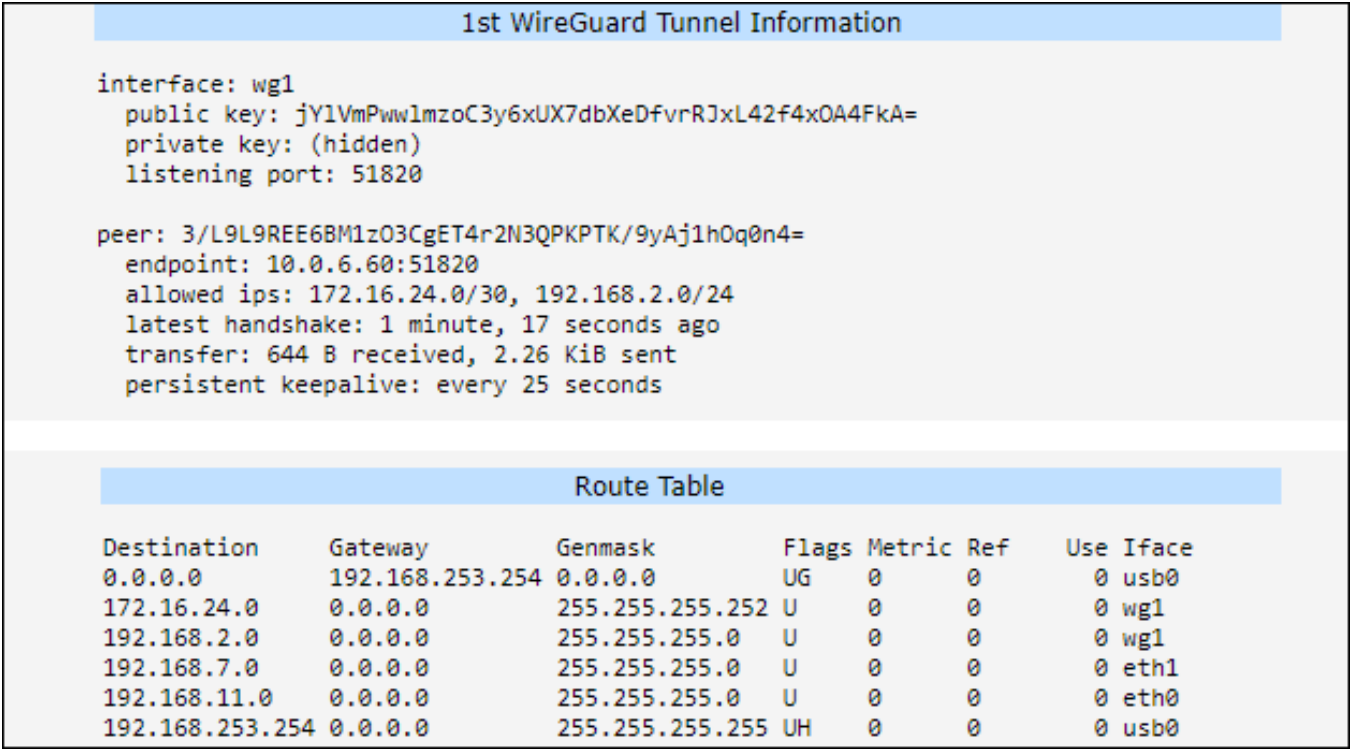 1st WireGuard Tunnel Information
interface: wg1
public key: jYlVmPwwlmzoC3y6xUX7dbXeDfvrRJxL42f4xOA4FkA=
private key: (hidden)
listening port: 51820
peer: 3/L9L9REE6BM1zO3CgET4r2N3QPKPTK/9yAj1hOq0n4=
endpoint: 10.0.6.60:51820
allowed ips: 172.16.24.0/30, 192.168.2.0/24
latest handshake: 1 minute, 17 seconds ago
transfer: 644 B received, 2.26 KiB sent
persistent keepalive: every 25 seconds
Route Table
Destination Gateway Genmask Flags Metric Ref Use Iface
0.0.0.0 192.168.253.254 0.0.0.0 UG 0 0 0 usb0
172.16.24.0 0.0.0.0 255.255.255.252 U 0 0 0 wg1
192.168.2.0 0.0.0.0 255.255.255.0 U 0 0 0 wg1
192.168.7.0 0.0.0.0 255.255.255.0 U 0 0 0 eth1
192.168.11.0 0.0.0.0 255.255.255.0 U 0 0 0 eth0
192.168.253.254 0.0.0.0 255.255.255.255 UH 0 0 0 usb0